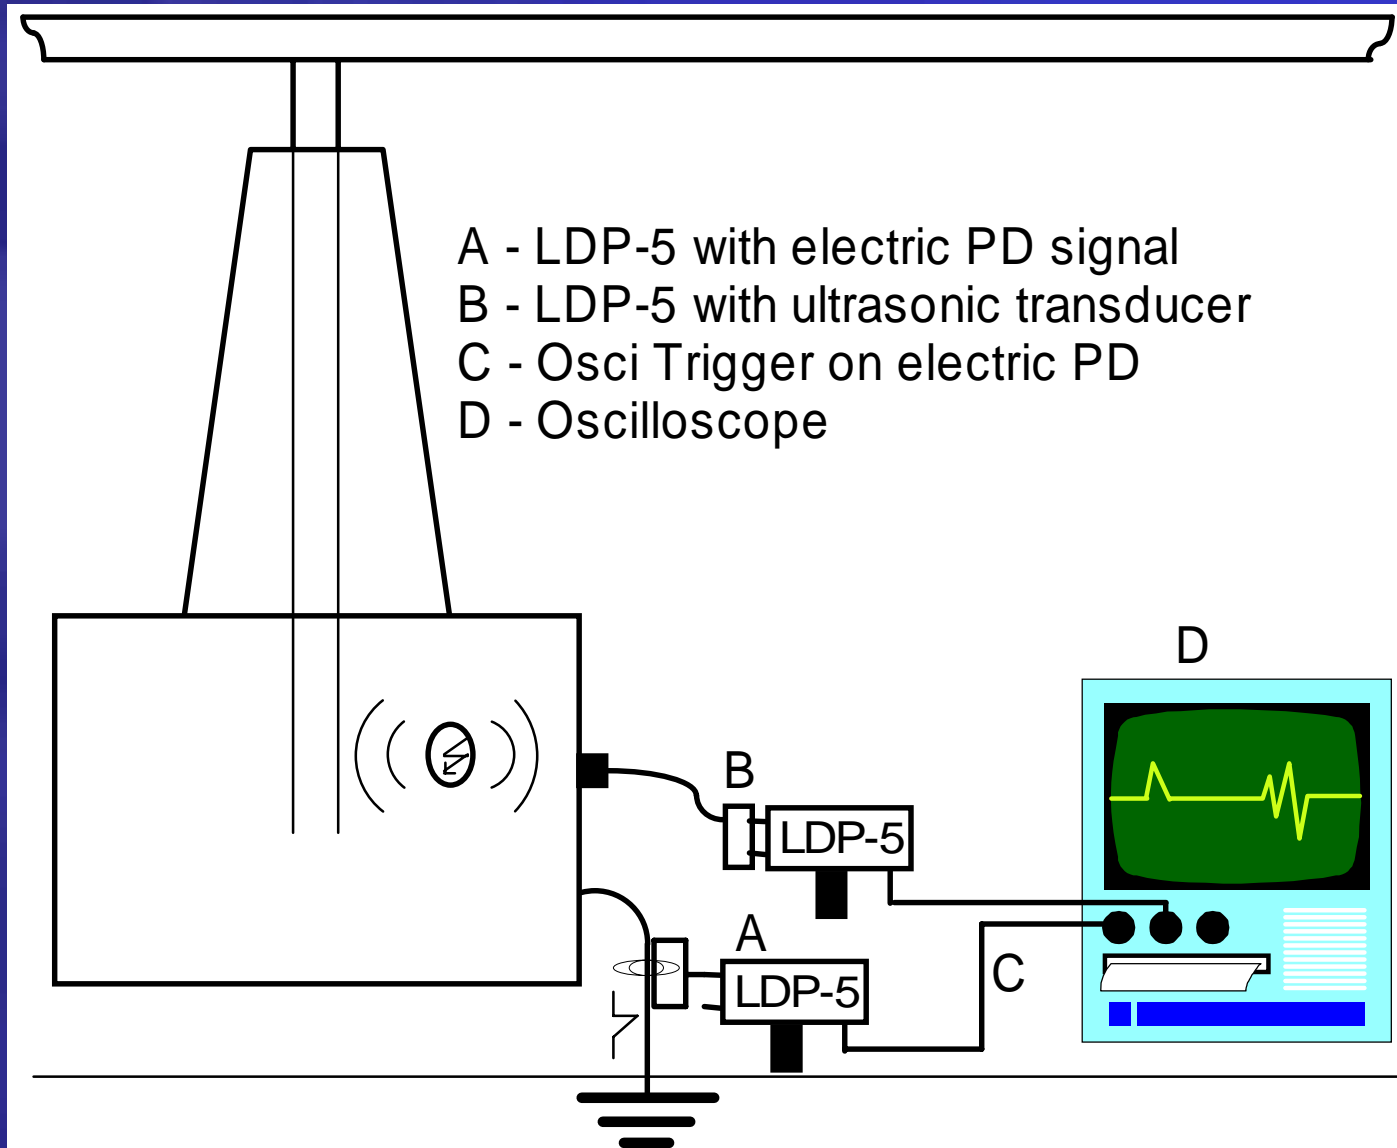 A - LDP-5 with electric PD signal
B - LDP-5 with ultrasonic transducer
C - Osci Trigger on electric PD
D - Oscilloscope
D
B
LDP-5
A
LDP-5
C